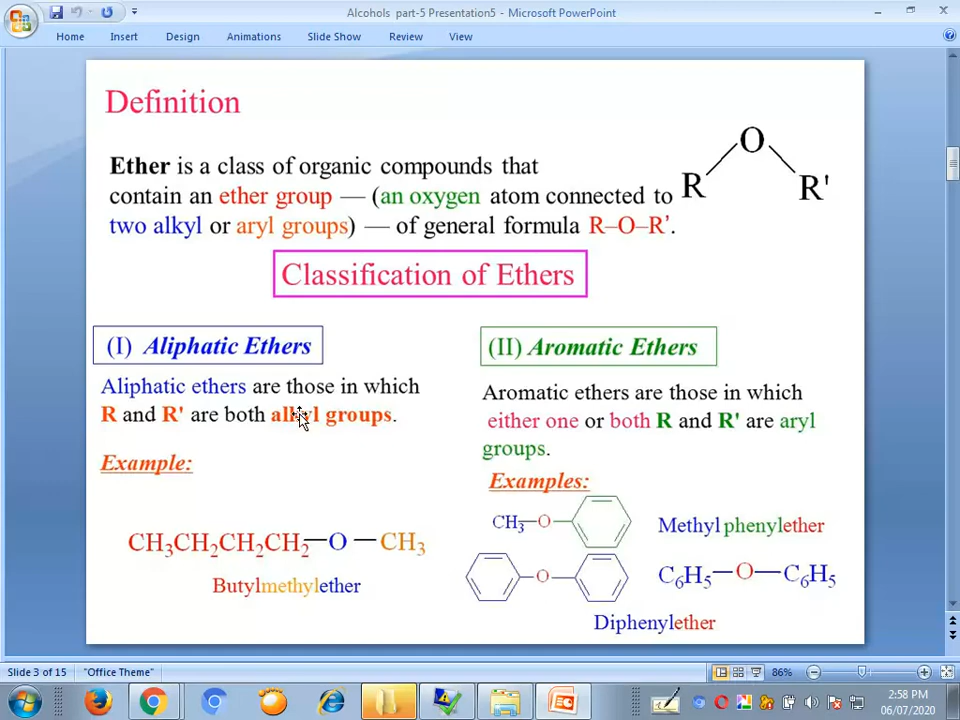 Alcohols part-5 Presentation5 - Microsoft PowerPoint
Home Insert Design Animations Slide Show Review View
Definition
Ether is a class of organic compounds that
contain an ether group — (an oxygen atom connected to
two alkyl or aryl groups) — of general formula R–O–R'.
O
R R'
Classification of Ethers
(I) Aliphatic Ethers
Aliphatic ethers are those in which
R and R' are both alkyl groups.
Example:
CH3CH2CH2CH2—O—CH3
Butylmethylether
(II) Aromatic Ethers
Aromatic ethers are those in which
either one or both R and R' are aryl
groups.
Examples:
CH3—O
Methyl phenylether
O
C6H5—O—C6H5
Diphenylether
Slide 3 of 15 "Office Theme" 86%
2:58 PM
06/07/2020